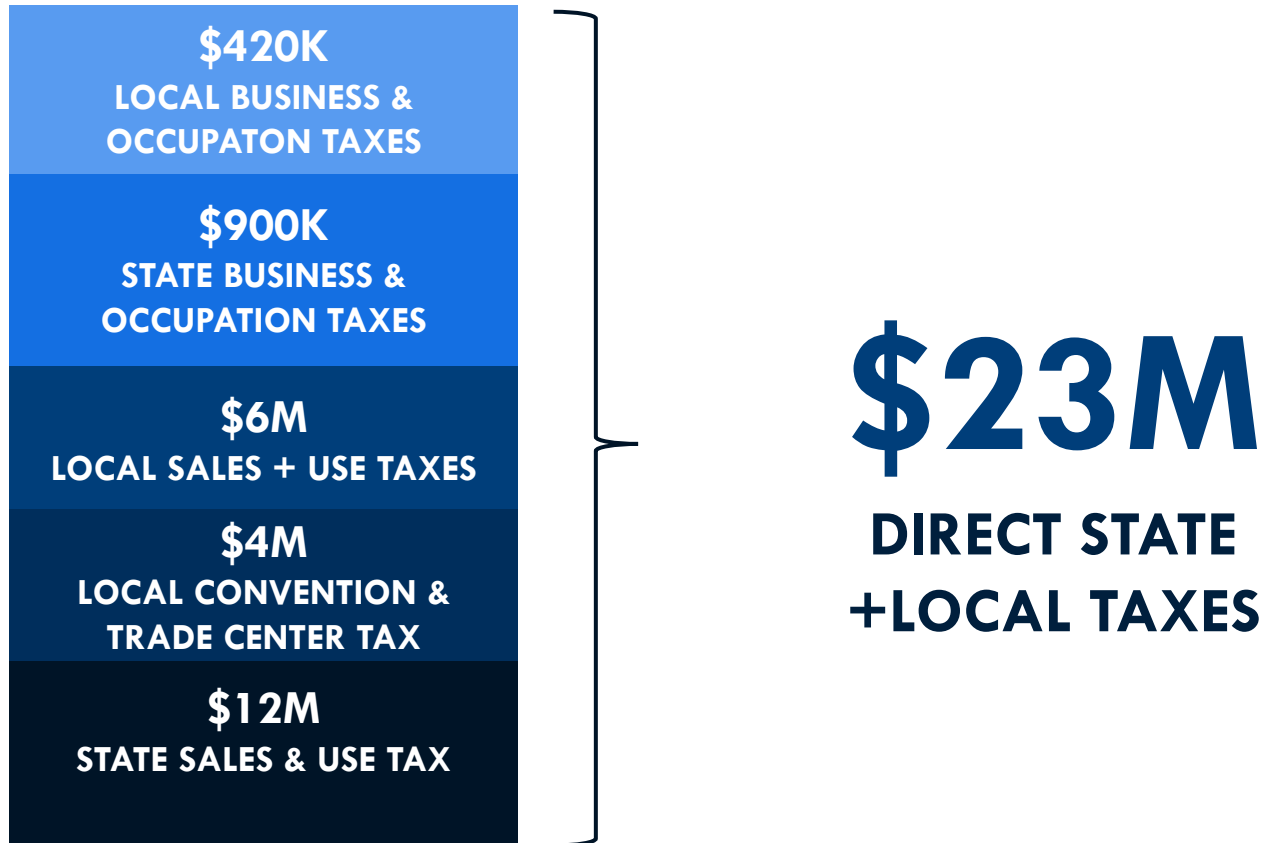 $420K
LOCAL BUSINESS &
OCCUPATON TAXES
$900K
STATE BUSINESS &
OCCUPATION TAXES
$6M
LOCAL SALES + USE TAXES
$4M
LOCAL CONVENTION &
TRADE CENTER TAX
$12M
STATE SALES & USE TAX
$23M
DIRECT STATE
+LOCAL TAXES